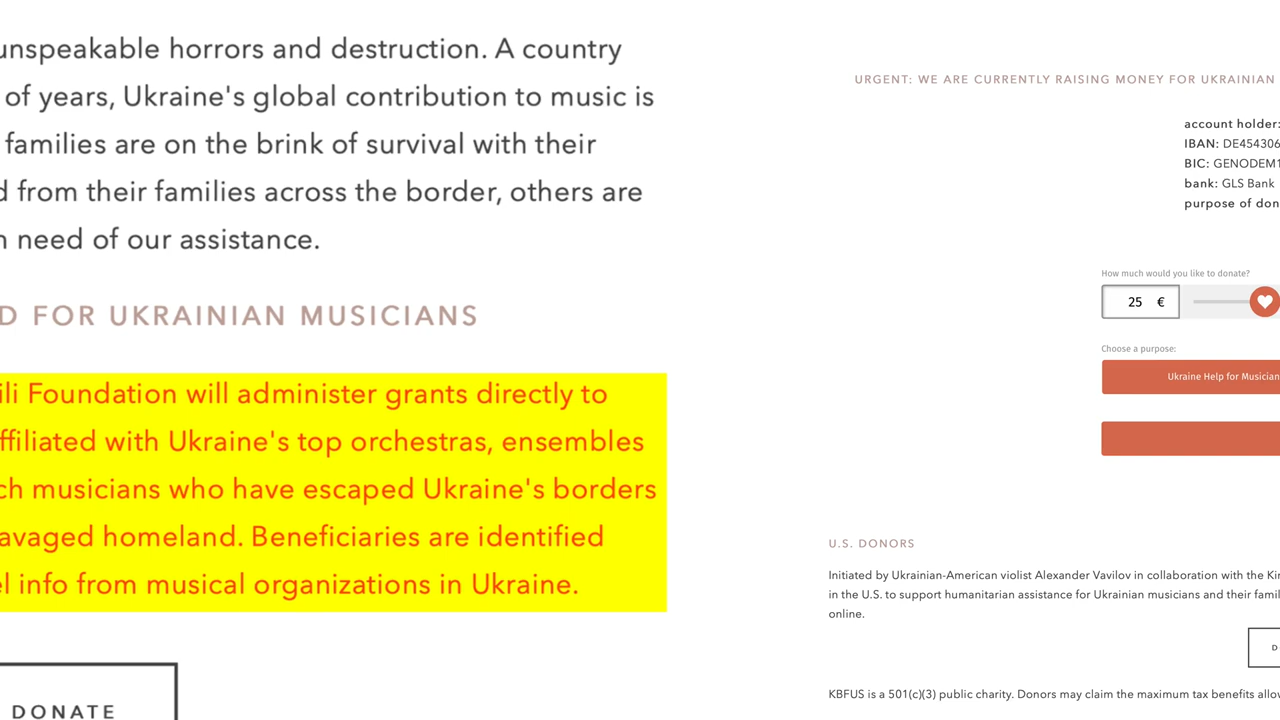 unspeakable horrors and destruction. A country
of years, Ukraine's global contribution to music is
families are on the brink of survival with their
from their families across the border, others are
need of our assistance.
FOR UKRAINIAN MUSICIANS
Foundation will administer grants directly to
with Ukraine's top orchestras, ensembles
musicians who have escaped Ukraine's borders
homeland. Beneficiaries are identified
info from musical organizations in Ukraine.
DONATE
URGENT: WE ARE CURRENTLY RAISING MONEY FOR UKRAINIAN
account holder:
IBAN: DE454306
BIC: GENODEM1
bank: GLS Bank
purpose of don
How much would you like to donate?
25 €
Choose a purpose:
Ukraine Help for Musician
U.S. DONORS
Initiated by Ukrainian-American violist Alexander Vavilov in collaboration with the Kin
in the U.S. to support humanitarian assistance for Ukrainian musicians and their famil
online.
D
KBFUS is a 501(c)(3) public charity. Donors may claim the maximum tax benefits allow